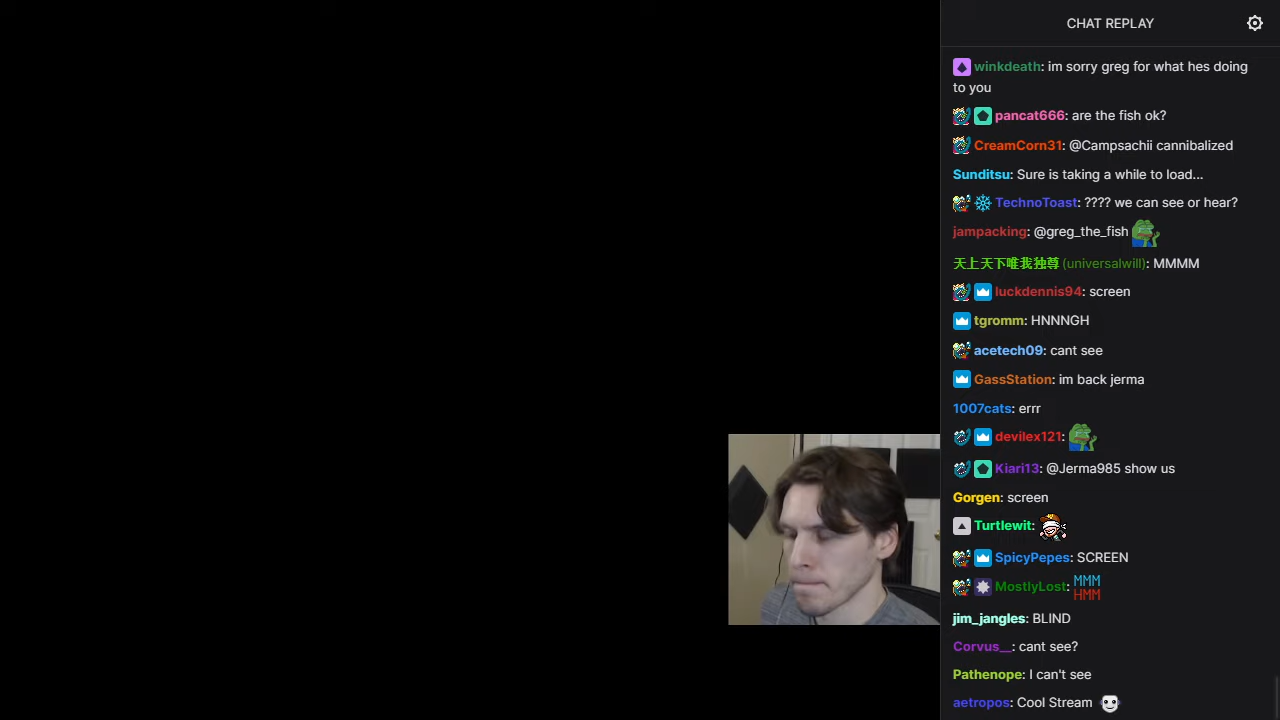 CHAT REPLAY
winkdeath: im sorry greg for what hes doing
to you
pancat666: are the fish ok?
CreamCorn31: @Campsachii cannibalized
Sunditsu: Sure is taking a while to load...
TechnoToast: ???? we can see or hear?
jampacking: @greg_the_fish
天上天下唯我独尊 (universalwill): MMMM
luckdennis94: screen
tgromm: HNNNGH
acetech09: cant see
GassStation: im back jerma
1007cats: errr
devilex121:
Kiari13: @Jerma985 show us
Gorgen: screen
Turtlewit:
SpicyPepes: SCREEN
MostlyLost: MMM
HMM
jim_jangles: BLIND
Corvus__: cant see?
Pathenope: I can't see
aetropos: Cool Stream